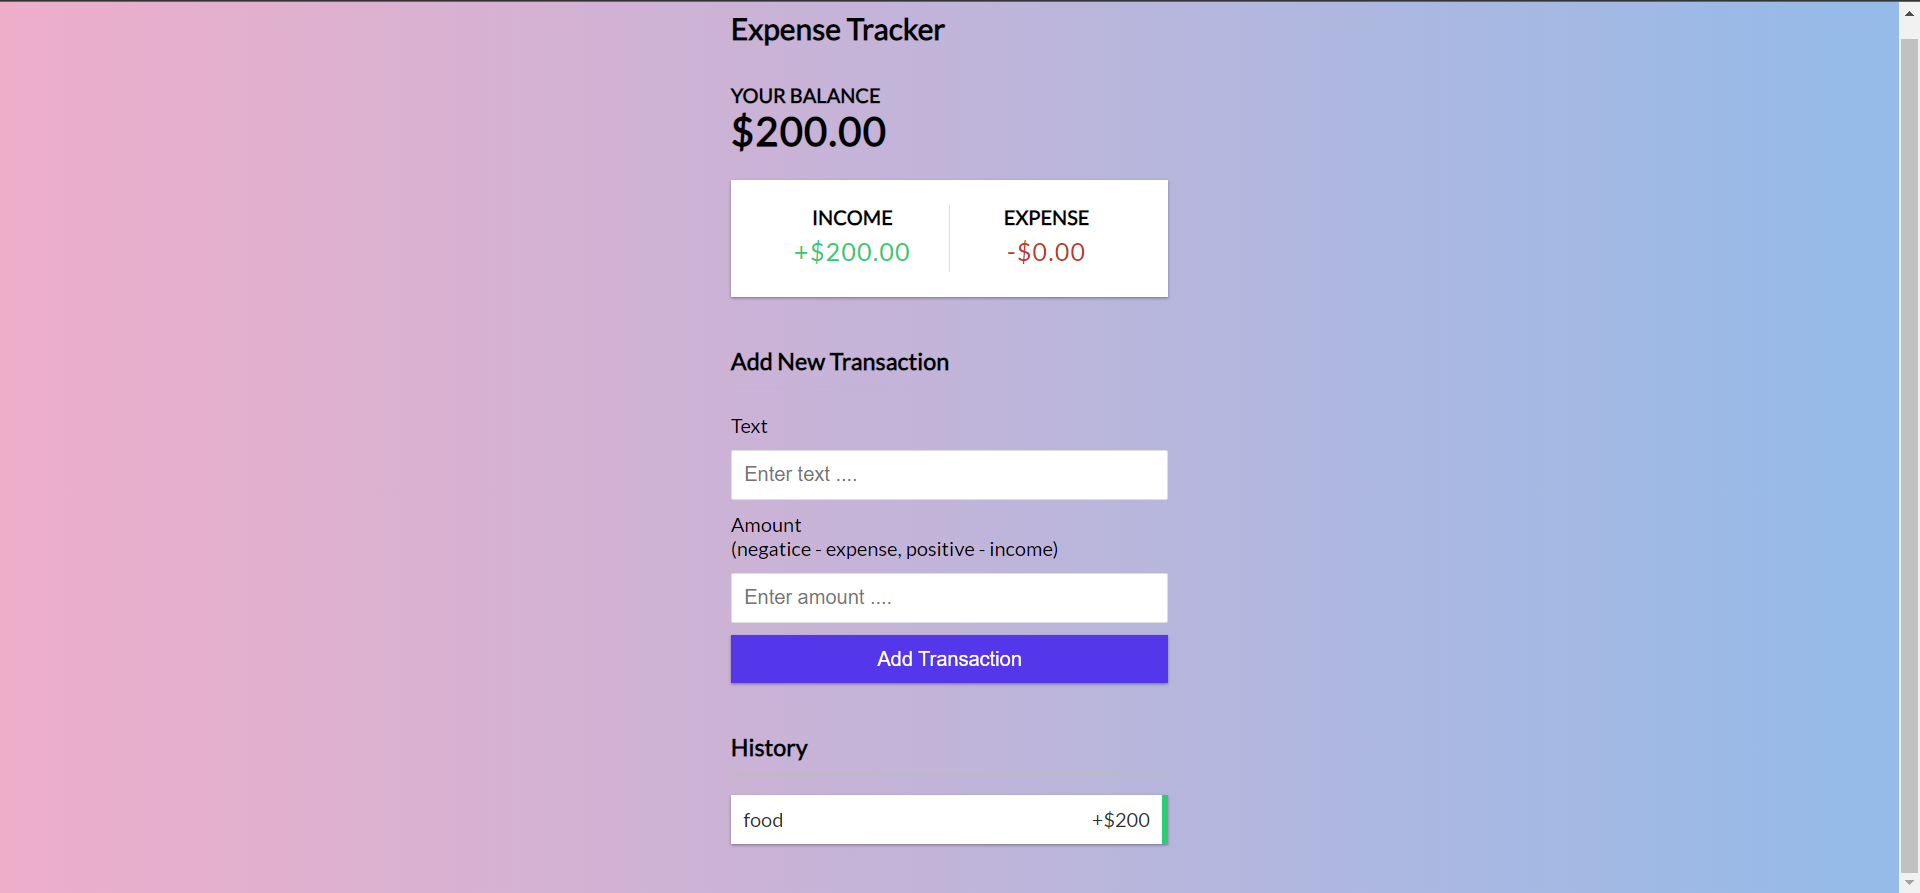 Expense Tracker
YOUR BALANCE
$200.00
INCOME
+$200.00
EXPENSE
-$0.00
Add New Transaction
Text
Enter text ....
Amount
(negatice - expense, positive - income)
Enter amount ....
Add Transaction
History
food +$200